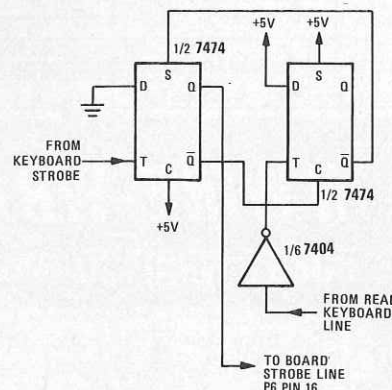 1/2 7474
+5V
+5V
S
S
D
Q
D
Q
FROM
KEYBOARD
STROBE
T
Q̅
T
Q̅
C
C
1/2 7474
+5V
1/6 7404
FROM READ
KEYBOARD
LINE
TO BOARD
STROBE LINE
P6 PIN 16